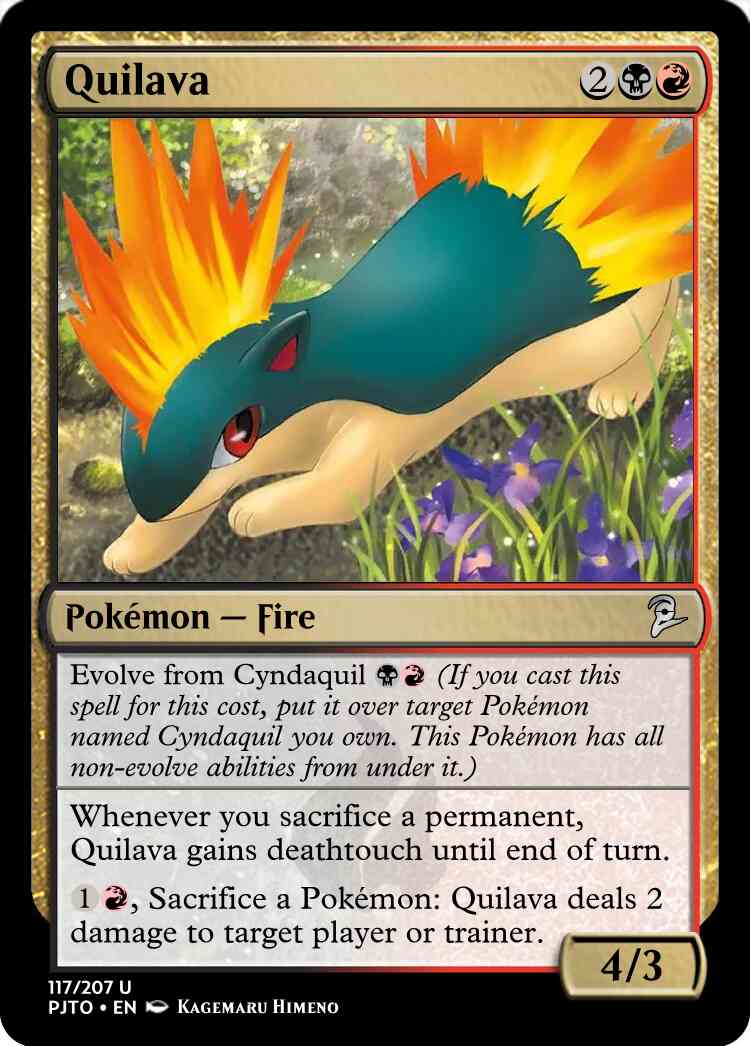 Quilava 2
Pokémon — Fire
Evolve from Cyndaquil (If you cast this
spell for this cost, put it over target Pokémon
named Cyndaquil you own. This Pokémon has all
non-evolve abilities from under it.)
Whenever you sacrifice a permanent,
Quilava gains deathtouch until end of turn.
1, Sacrifice a Pokémon: Quilava deals 2
damage to target player or trainer.
4/3
117/207 U
PJTO • EN Kagemaru Himeno